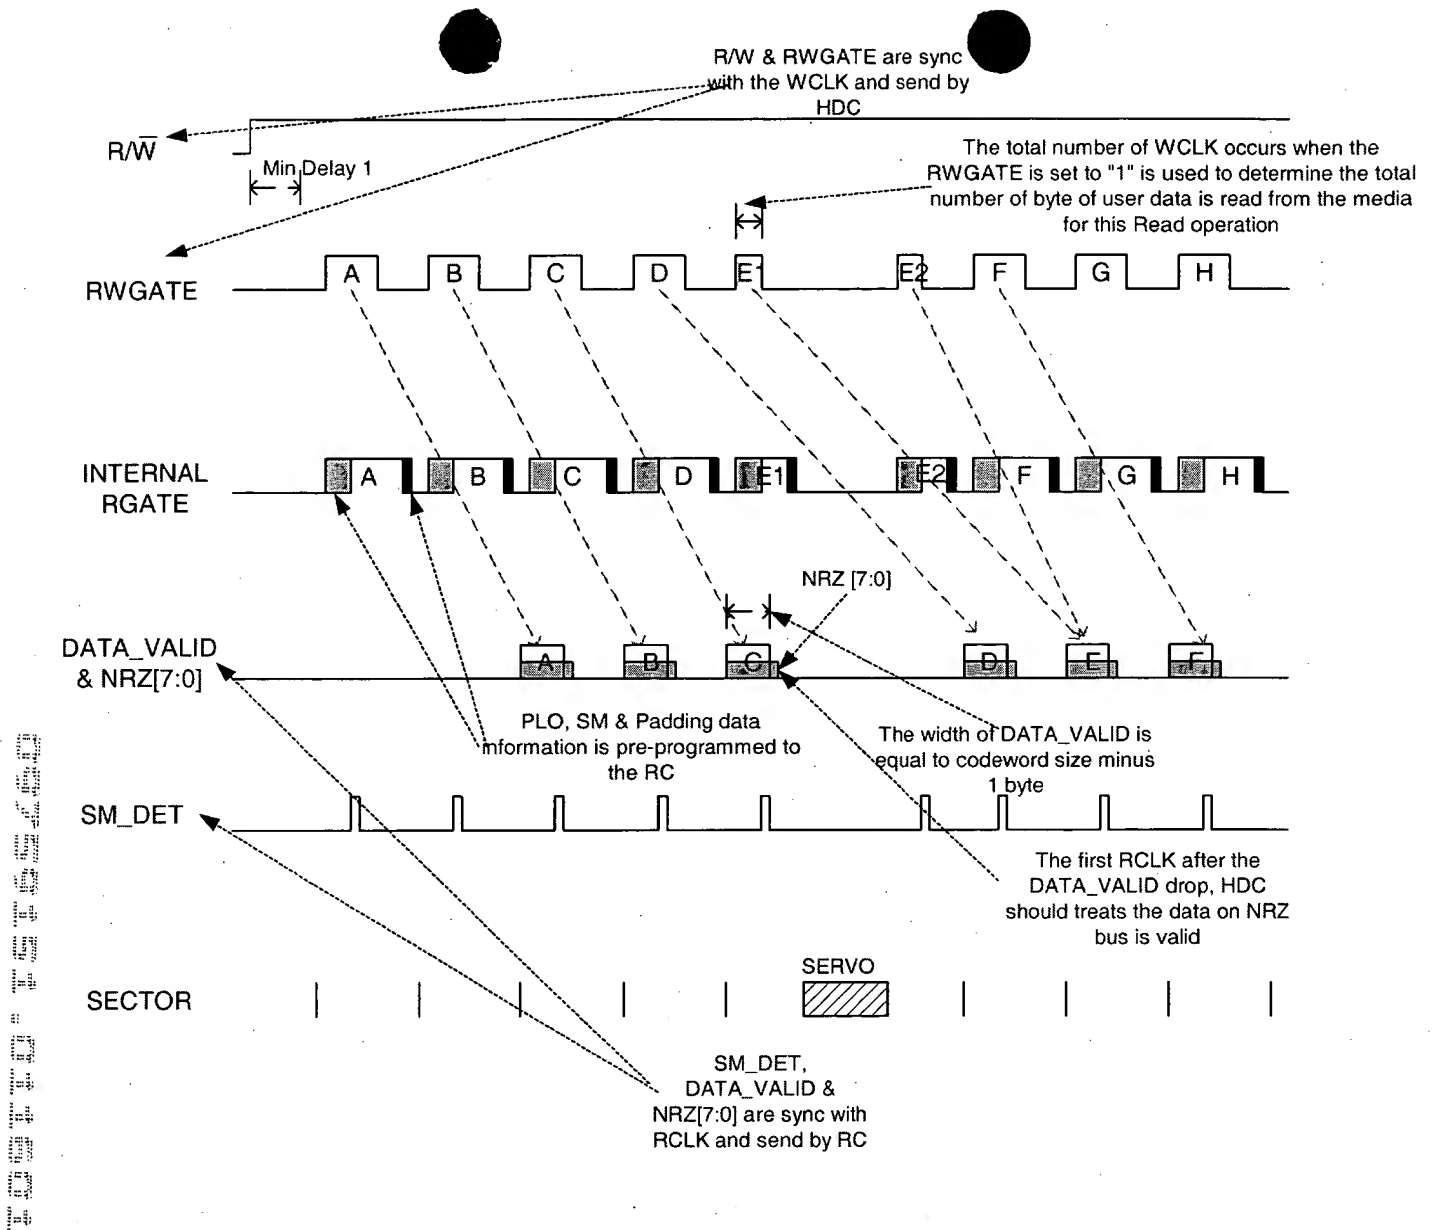 R/W & RWGATE are sync
with the WCLK and send by
HDC
R/W̅
Min Delay 1
The total number of WCLK occurs when the
RWGATE is set to "1" is used to determine the total
number of byte of user data is read from the media
for this Read operation
RWGATE
A B C D E1 E2 F G H
INTERNAL
RGATE
A B C D E1 E2 F G H
NRZ [7:0]
DATA_VALID
& NRZ[7:0]
A B C D E F
PLO, SM & Padding data
information is pre-programmed to
the RC
The width of DATA_VALID is
equal to codeword size minus
1 byte
SM_DET
The first RCLK after the
DATA_VALID drop, HDC
should treats the data on NRZ
bus is valid
SERVO
SECTOR
SM_DET,
DATA_VALID &
NRZ[7:0] are sync with
RCLK and send by RC